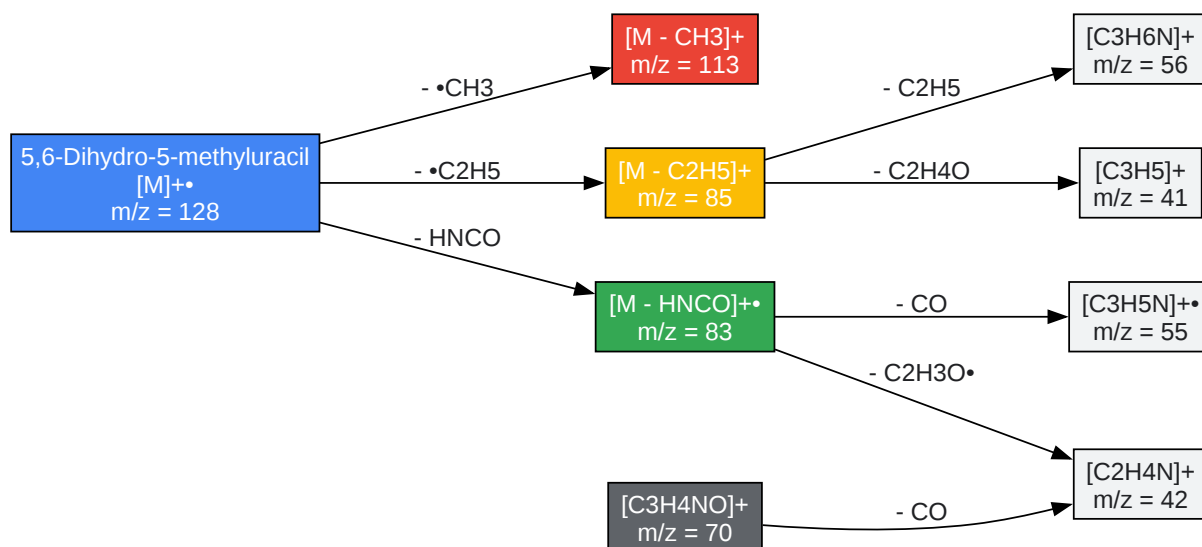 5,6-Dihydro-5-methyluracil
[M]+•
m/z = 128
- •CH3
- •C2H5
- HNCO
[M - CH3]+
m/z = 113
[M - C2H5]+
m/z = 85
[M - HNCO]+•
m/z = 83
[C3H4NO]+
m/z = 70
- C2H5
- C2H4O
- CO
- C2H3O•
- CO
[C3H6N]+
m/z = 56
[C3H5]+
m/z = 41
[C3H5N]+•
m/z = 55
[C2H4N]+
m/z = 42